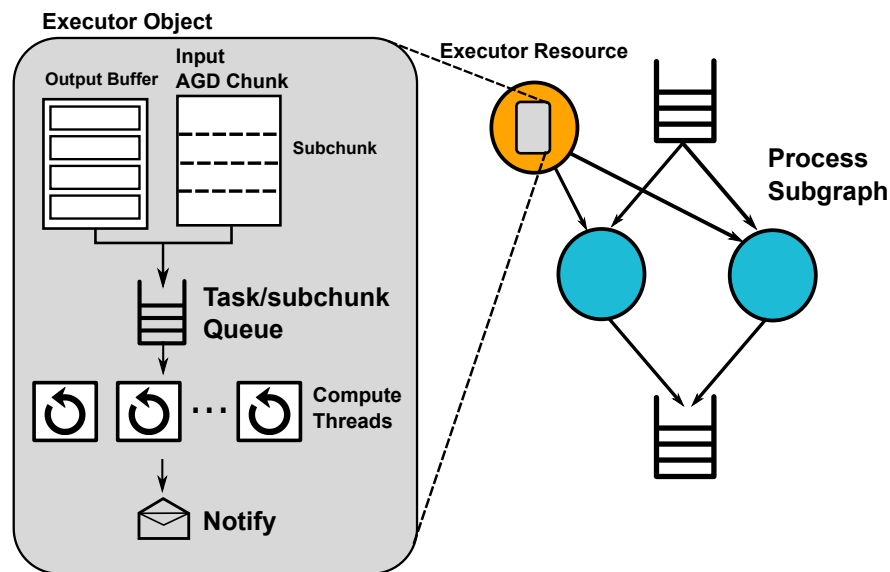 Executor Object
Output Buffer
Input
AGD Chunk
Subchunk
Task/subchunk
Queue
Compute
Threads
Notify
Executor Resource
Process
Subgraph